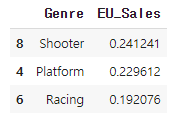 Genre EU_Sales
8 Shooter 0.241241
4 Platform 0.229612
6 Racing 0.192076